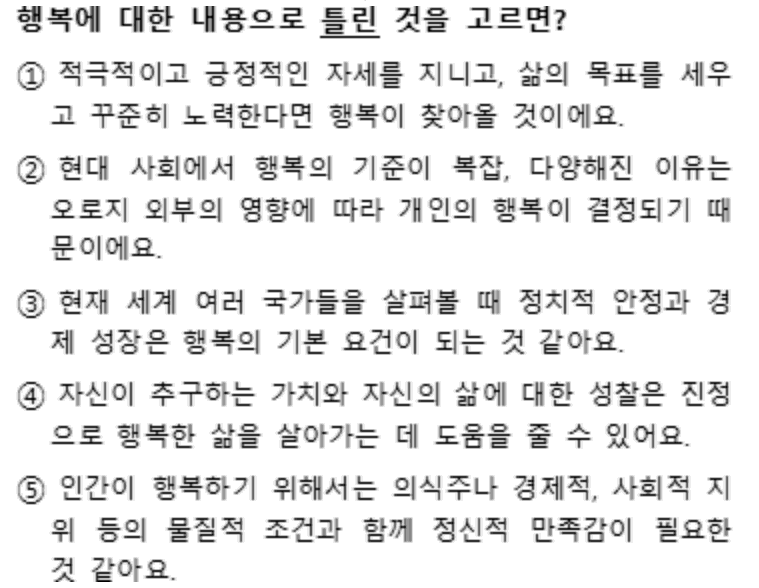 행복에 대한 내용으로 틀린 것을 고르면?
① 적극적이고 긍정적인 자세를 지니고, 삶의 목표를 세우
고 꾸준히 노력한다면 행복이 찾아올 것이에요.
② 현대 사회에서 행복의 기준이 복잡, 다양해진 이유는
오로지 외부의 영향에 따라 개인의 행복이 결정되기 때
문이에요.
③ 현재 세계 여러 국가들을 살펴볼 때 정치적 안정과 경
제 성장은 행복의 기본 요건이 되는 것 같아요.
④ 자신이 추구하는 가치와 자신의 삶에 대한 성찰은 진정
으로 행복한 삶을 살아가는 데 도움을 줄 수 있어요.
⑤ 인간이 행복하기 위해서는 의식주나 경제적, 사회적 지
위 등의 물질적 조건과 함께 정신적 만족감이 필요한
것 같아요.